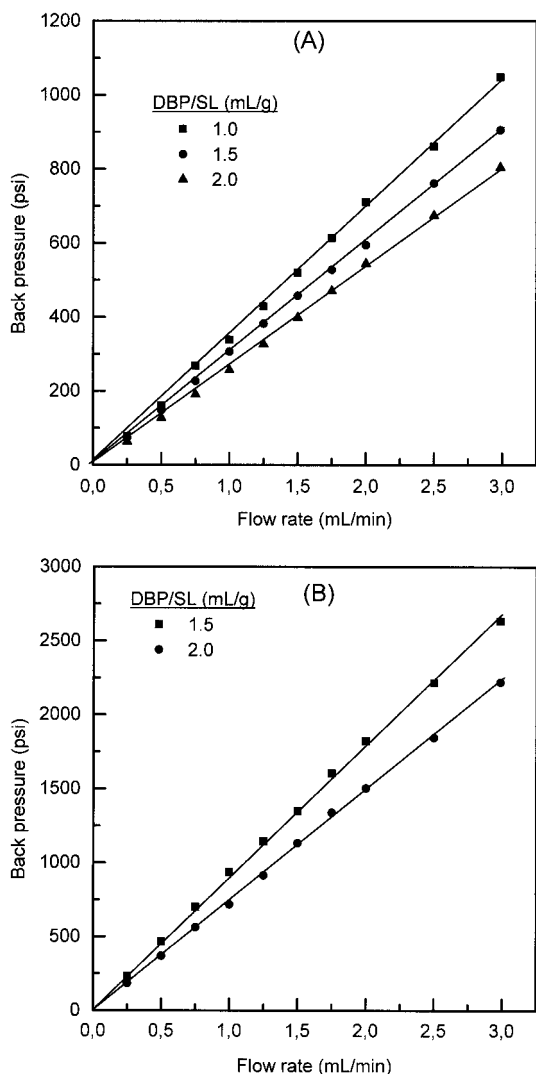 (A)
DBP/SL (mL/g)
1.0
1.5
2.0
1200
1000
800
600
400
200
0
Back pressure (psi)
0,0 0,5 1,0 1,5 2,0 2,5 3,0
Flow rate (mL/min)
(B)
DBP/SL (mL/g)
1.5
2.0
3000
2500
2000
1500
1000
500
0
Back pressure (psi)
0,0 0,5 1,0 1,5 2,0 2,5 3,0
Flow rate (mL/min)